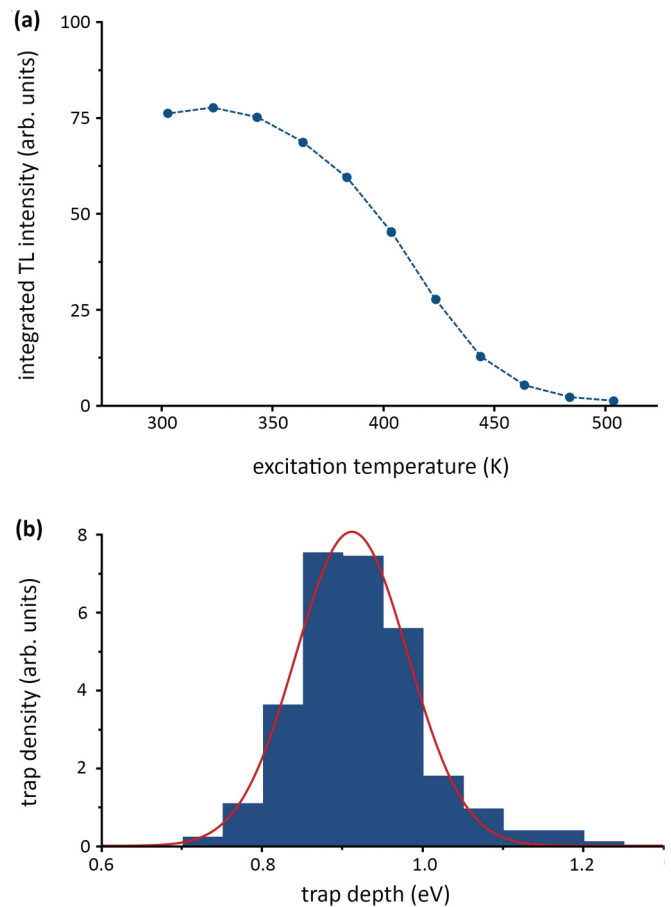 (a)
100
75
50
25
0
integrated TL intensity (arb. units)
300 350 400 450 500
excitation temperature (K)
(b)
8
6
4
2
0
trap density (arb. units)
0.6 0.8 1.0 1.2
trap depth (eV)